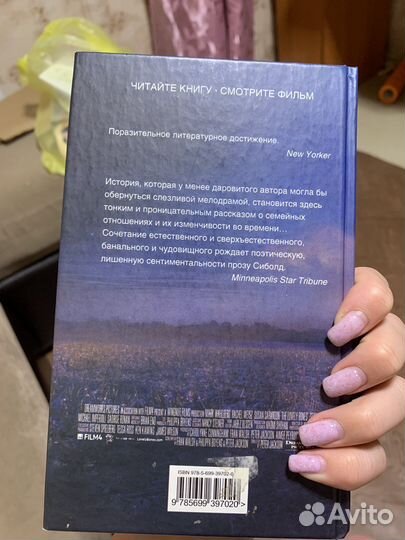 ЧИТАЙТЕ КНИГУ · СМОТРИТЕ ФИЛЬМ
Поразительное литературное достижение.
New Yorker
История, которая у менее даровитого автора могла бы
обернуться слезливой мелодрамой, становится здесь
тонким и проницательным рассказом о семейных
отношениях и их изменчивости во времени...
Сочетание естественного и сверхъестественного,
банального и чудовищного рождает поэтическую,
лишенную сентиментальности прозу Сиболд.
Minneapolis Star Tribune
FILM4
ISBN 978-5-699-39702-0
9 785699 397020 >
Avito